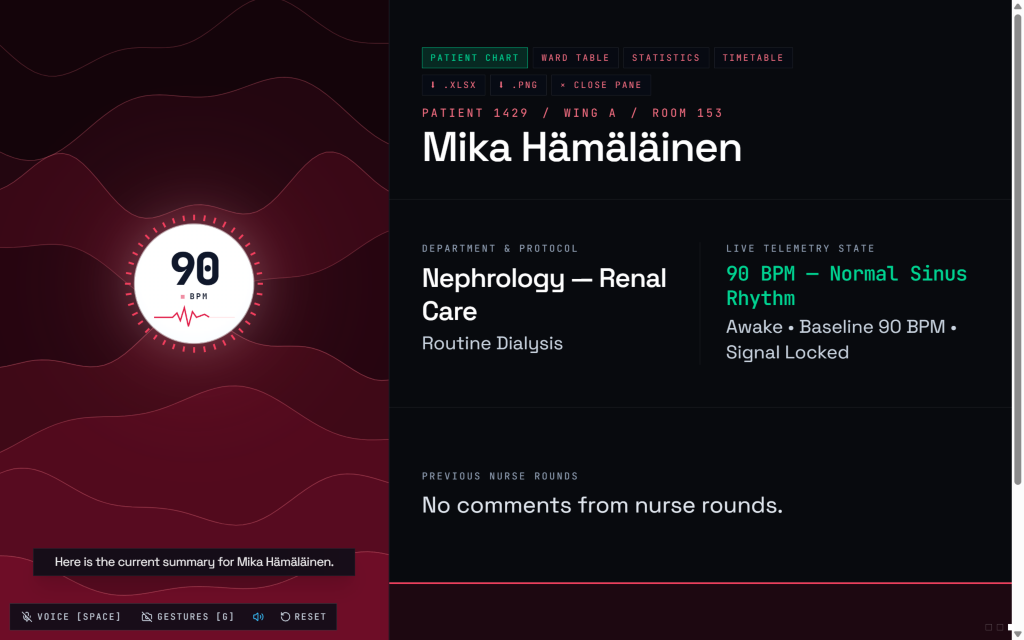 90
BPM
Here is the current summary for Mika Hämäläinen.
VOICE [SPACE]
GESTURES [G]
RESET
PATIENT CHART
WARD TABLE
STATISTICS
TIMETABLE
⬇ .XLSX
⬇ .PNG
× CLOSE PANE
PATIENT 1429 / WING A / ROOM 153
Mika Hämäläinen
DEPARTMENT & PROTOCOL
Nephrology — Renal
Care
Routine Dialysis
LIVE TELEMETRY STATE
90 BPM — Normal Sinus
Rhythm
Awake • Baseline 90 BPM •
Signal Locked
PREVIOUS NURSE ROUNDS
No comments from nurse rounds.